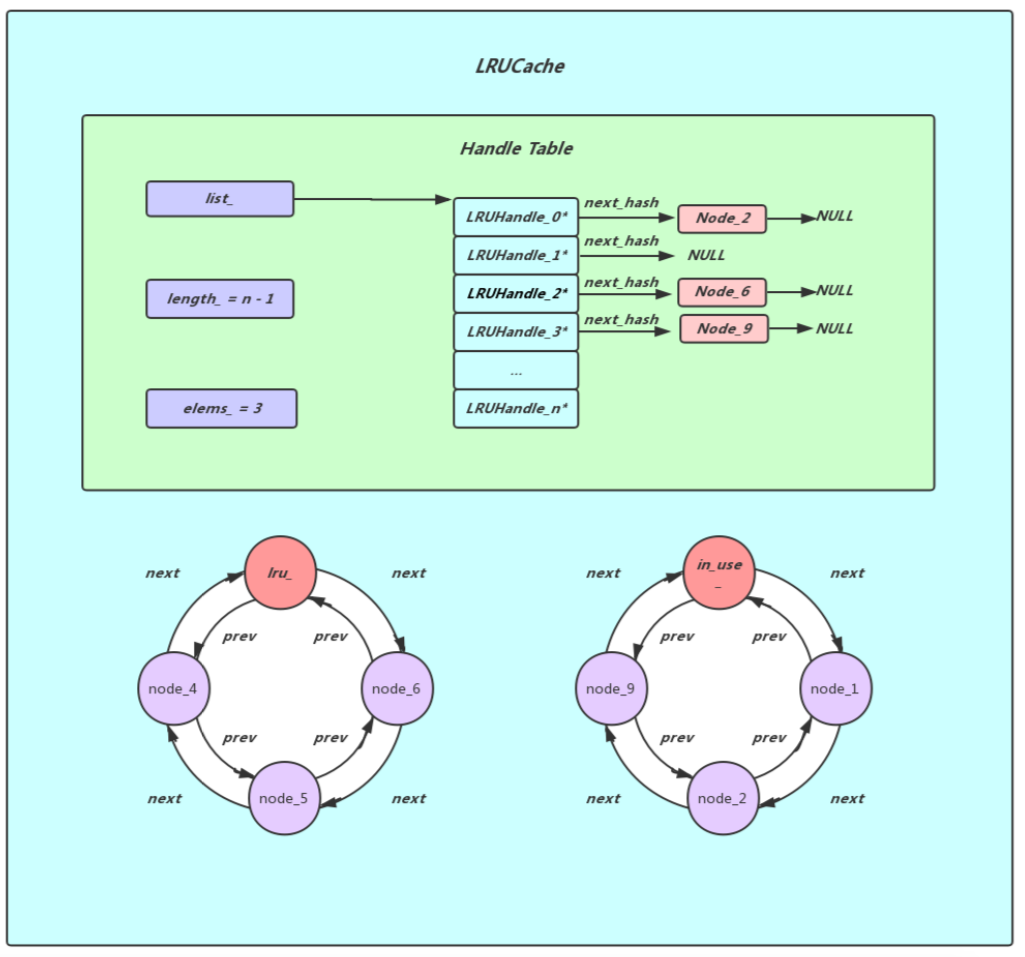 LRUCache
Handle Table
list_
length_ = n - 1
elems_ = 3
LRUHandle_0*
next_hash
Node_2
NULL
LRUHandle_1*
next_hash
NULL
LRUHandle_2*
next_hash
Node_6
NULL
LRUHandle_3*
next_hash
Node_9
NULL
...
LRUHandle_n*
next
lru_
next
prev
prev
node_4
node_6
prev
prev
next
node_5
next
next
in_use
_
next
prev
prev
node_9
node_1
prev
prev
next
node_2
next